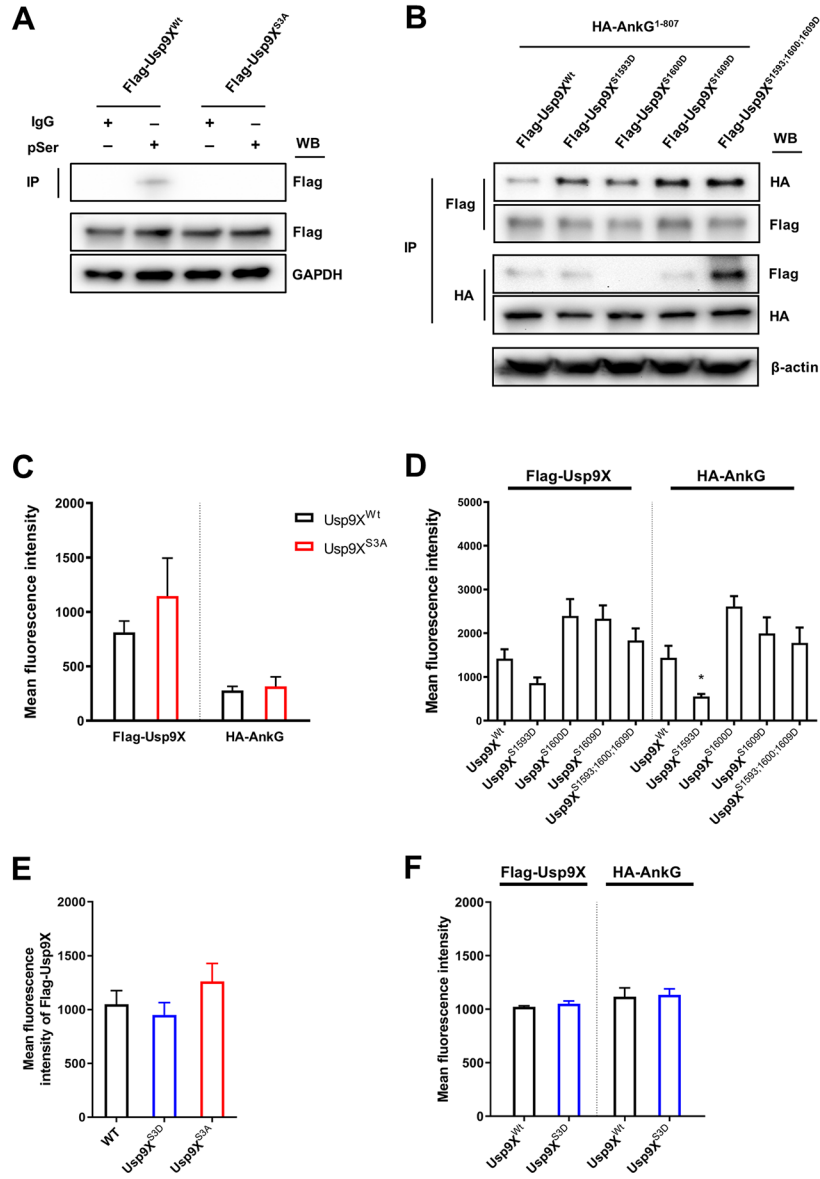 A
Flag-Usp9X^Wt
Flag-Usp9X^S3A
IgG + – + –
pSer – + – + WB
IP Flag
Flag
GAPDH
B
HA-AnkG^1-807
Flag-Usp9X^Wt
Flag-Usp9X^S1593D
Flag-Usp9X^S1600D
Flag-Usp9X^S1609D
Flag-Usp9X^S1593;1600;1609D
WB
IP
Flag
HA
Flag
HA
Flag
HA
β-actin
C
Mean fluorescence intensity
2000
1500
1000
500
0
Flag-Usp9X HA-AnkG
Usp9X^Wt
Usp9X^S3A
D
Flag-Usp9X HA-AnkG
Mean fluorescence intensity
5000
4000
3000
2000
1000
0
*
Usp9X^Wt
Usp9X^S1593D
Usp9X^S1600D
Usp9X^S1609D
Usp9X^S1593;1600;1609D
Usp9X^Wt
Usp9X^S1593D
Usp9X^S1600D
Usp9X^S1609D
Usp9X^S1593;1600;1609D
E
Mean fluorescence
intensity of Flag-Usp9X
2000
1500
1000
500
0
WT
Usp9X^S3D
Usp9X^S3A
F
Flag-Usp9X HA-AnkG
Mean fluorescence intensity
2000
1500
1000
500
0
Usp9X^Wt
Usp9X^S3D
Usp9X^Wt
Usp9X^S3D